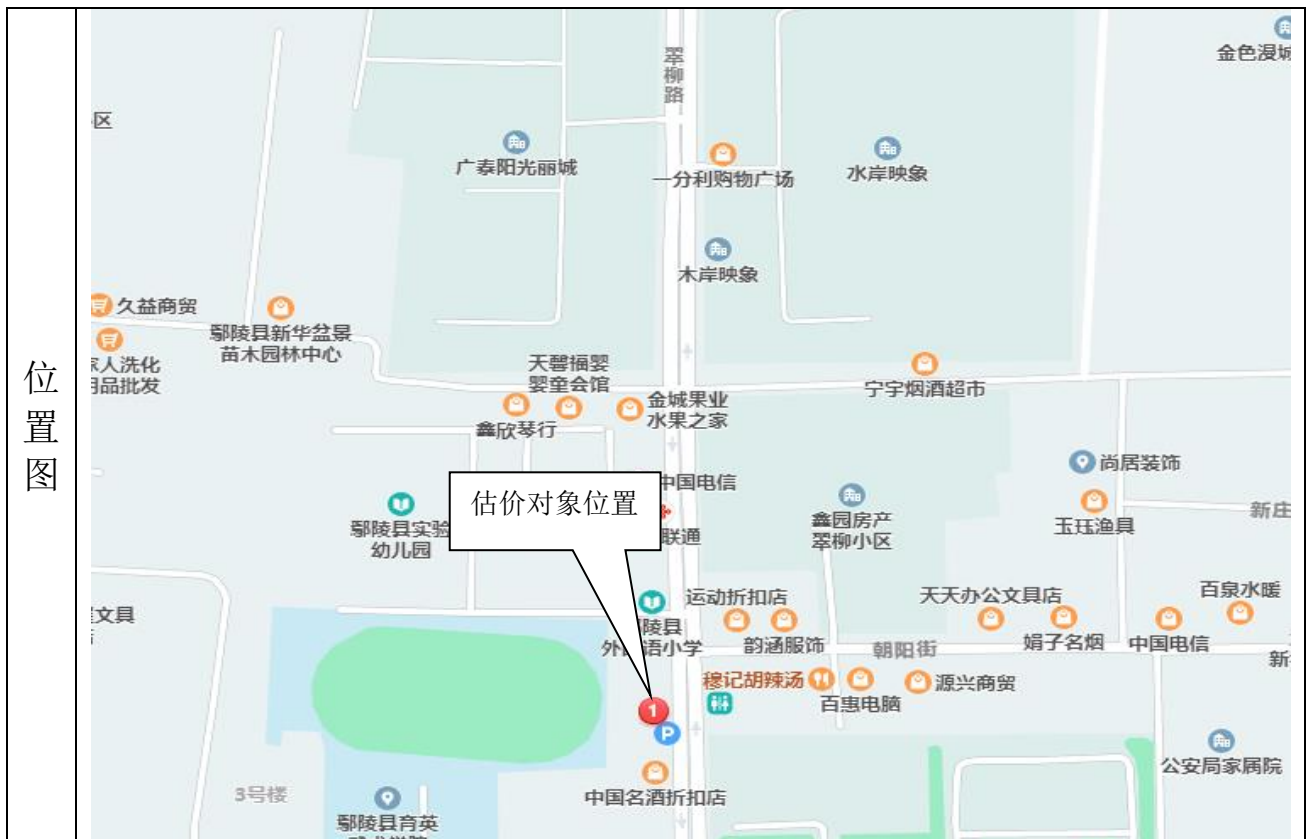 位置图
翠柳路
金色漫城
区
广泰阳光丽城
一分利购物广场
水岸映象
木岸映象
久益商贸
鄢陵县新华盆景
苗木园林中心
家人洗化
用品批发
天馨福婴
婴童会馆
金城果业
水果之家
宁宇烟酒超市
鑫欣琴行
尚居装饰
中国电信
估价对象位置
鄢陵县实验
幼儿园
联通
鑫园房产
翠柳小区
玉珏渔具
新庄
文具
运动折扣店
鄢陵县
外国语小学
韵涵服饰
朝阳街
天天办公文具店
娟子名烟
中国电信
百泉水暖
新
穆记胡辣汤
百惠电脑
源兴商贸
1
P
公安局家属院
3号楼
中国名酒折扣店
鄢陵县育英